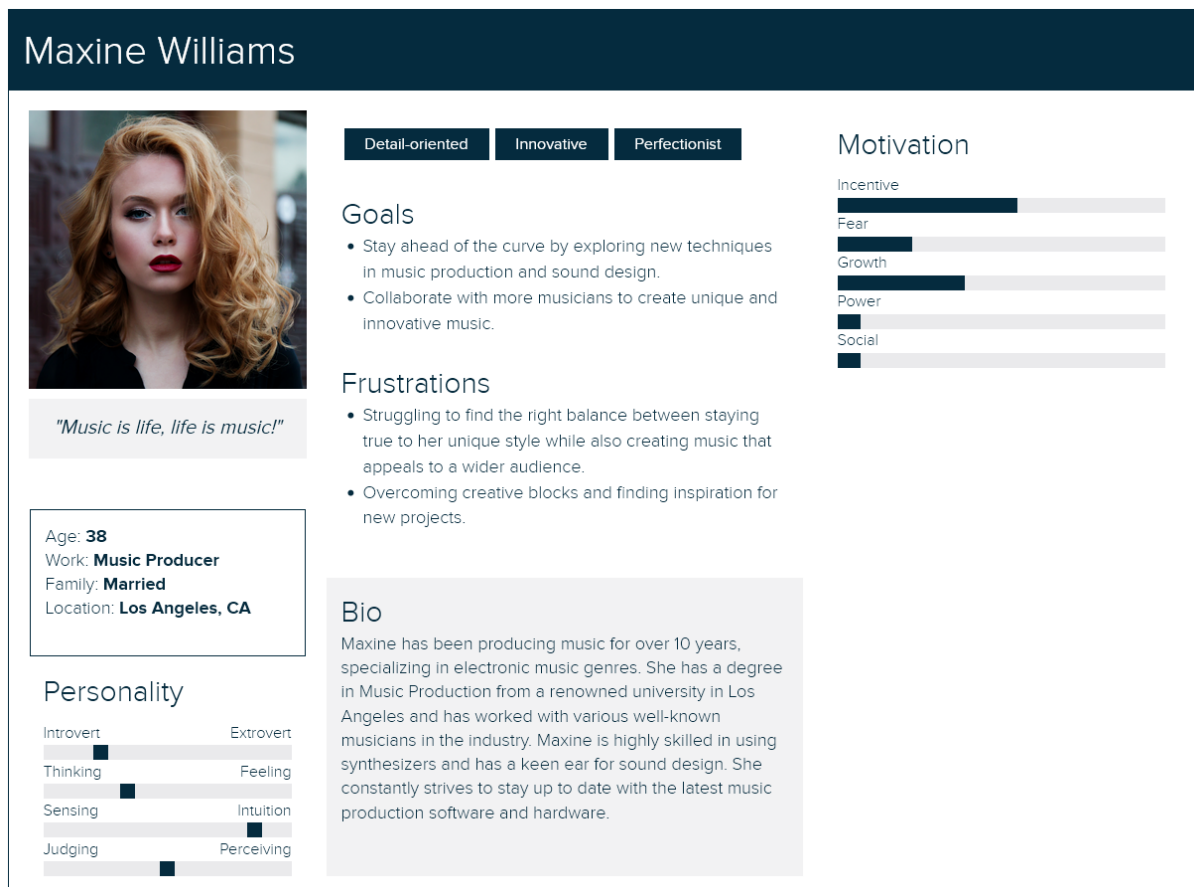 Maxine Williams
"Music is life, life is music!"
Age: 38
Work: Music Producer
Family: Married
Location: Los Angeles, CA
Personality
Introvert Extrovert
Thinking Feeling
Sensing Intuition
Judging Perceiving
Detail-oriented Innovative Perfectionist
Goals
• Stay ahead of the curve by exploring new techniques
in music production and sound design.
• Collaborate with more musicians to create unique and
innovative music.
Frustrations
• Struggling to find the right balance between staying
true to her unique style while also creating music that
appeals to a wider audience.
• Overcoming creative blocks and finding inspiration for
new projects.
Bio
Maxine has been producing music for over 10 years,
specializing in electronic music genres. She has a degree
in Music Production from a renowned university in Los
Angeles and has worked with various well-known
musicians in the industry. Maxine is highly skilled in using
synthesizers and has a keen ear for sound design. She
constantly strives to stay up to date with the latest music
production software and hardware.
Motivation
Incentive
Fear
Growth
Power
Social